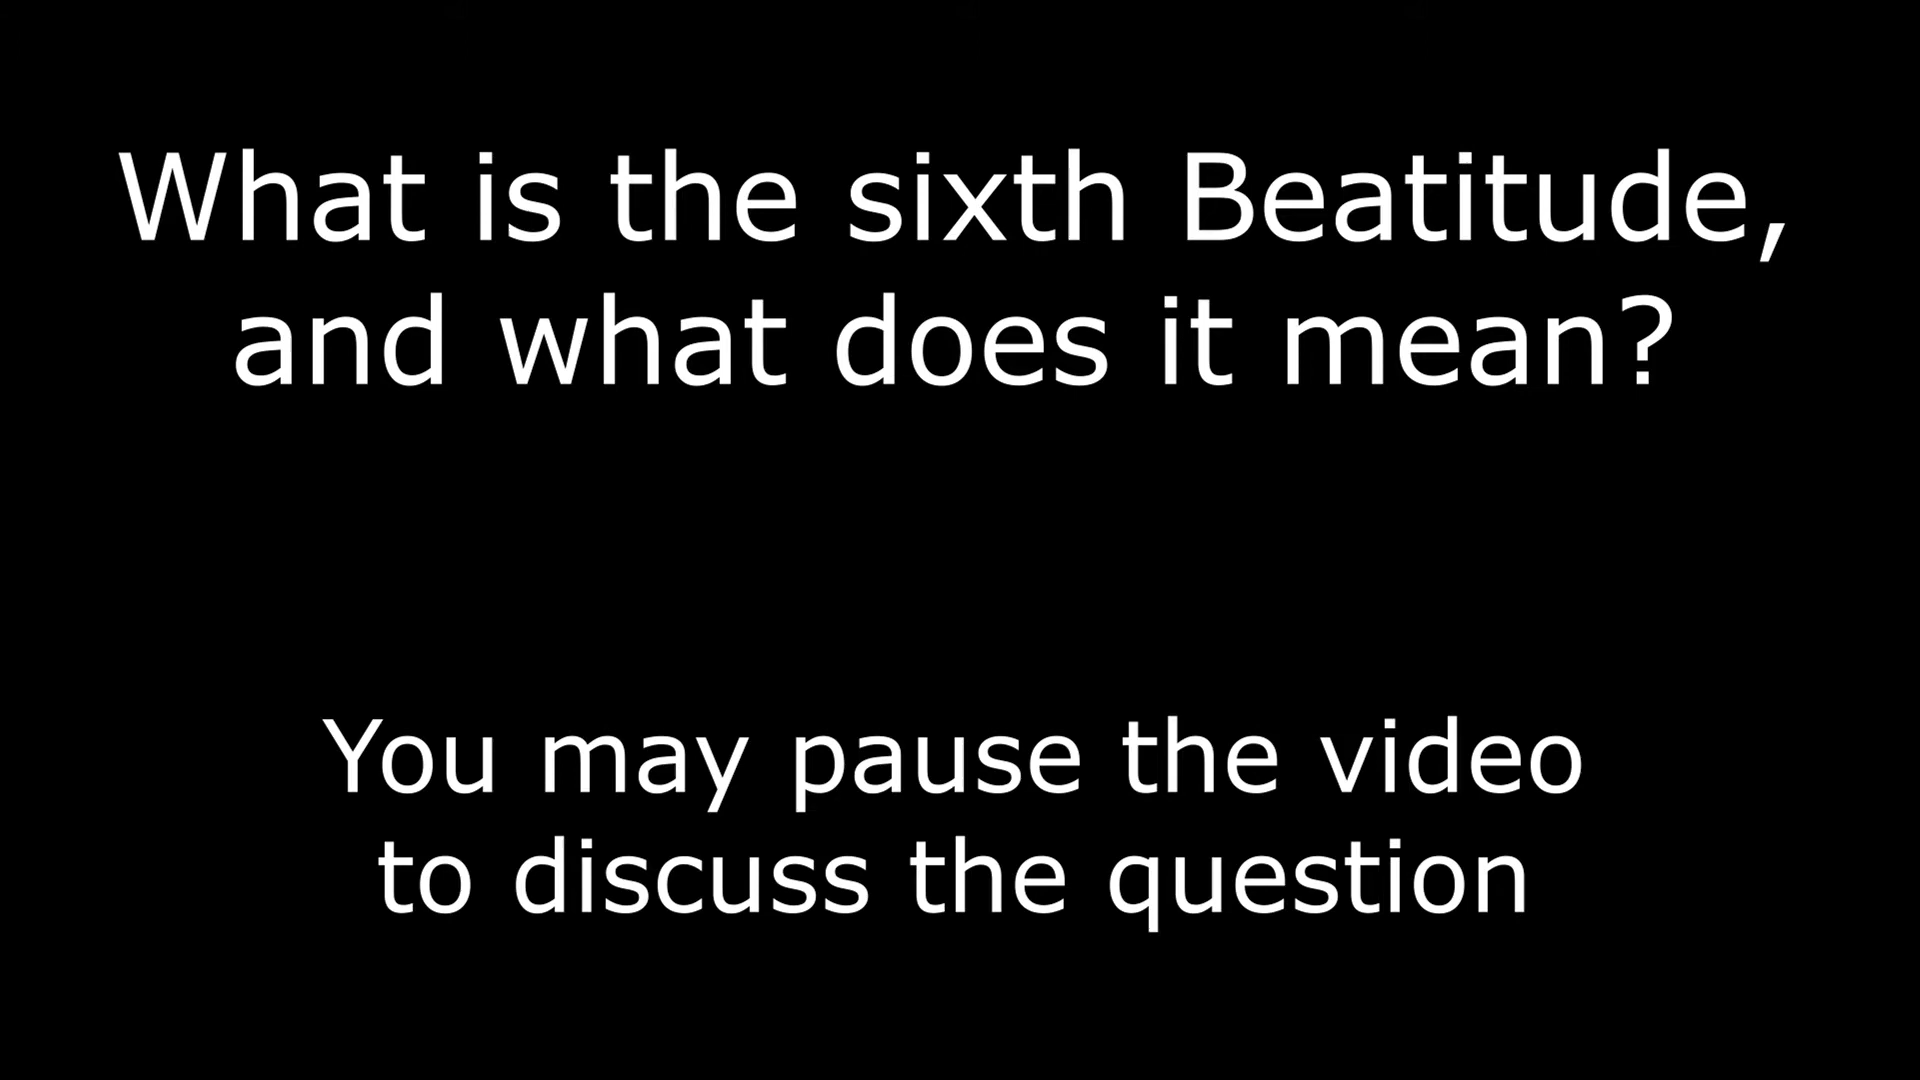 What is the sixth Beatitude,
and what does it mean?
You may pause the video
to discuss the question